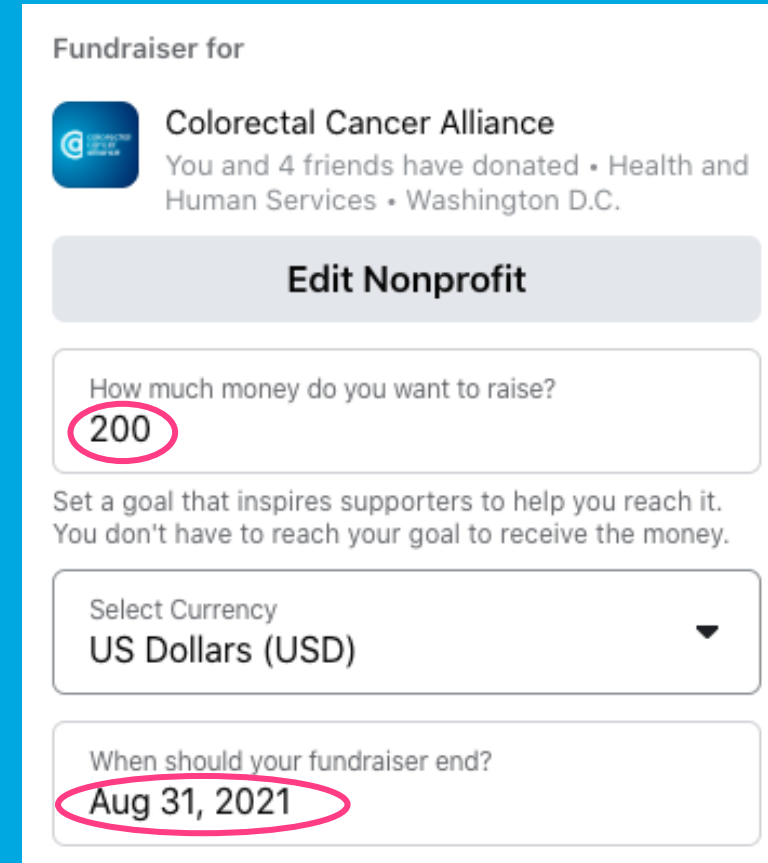 Fundraiser for
colorectal
cancer
alliance
Colorectal Cancer Alliance
You and 4 friends have donated • Health and
Human Services • Washington D.C.
Edit Nonprofit
How much money do you want to raise?
200
Set a goal that inspires supporters to help you reach it.
You don't have to reach your goal to receive the money.
Select Currency
US Dollars (USD)
When should your fundraiser end?
Aug 31, 2021